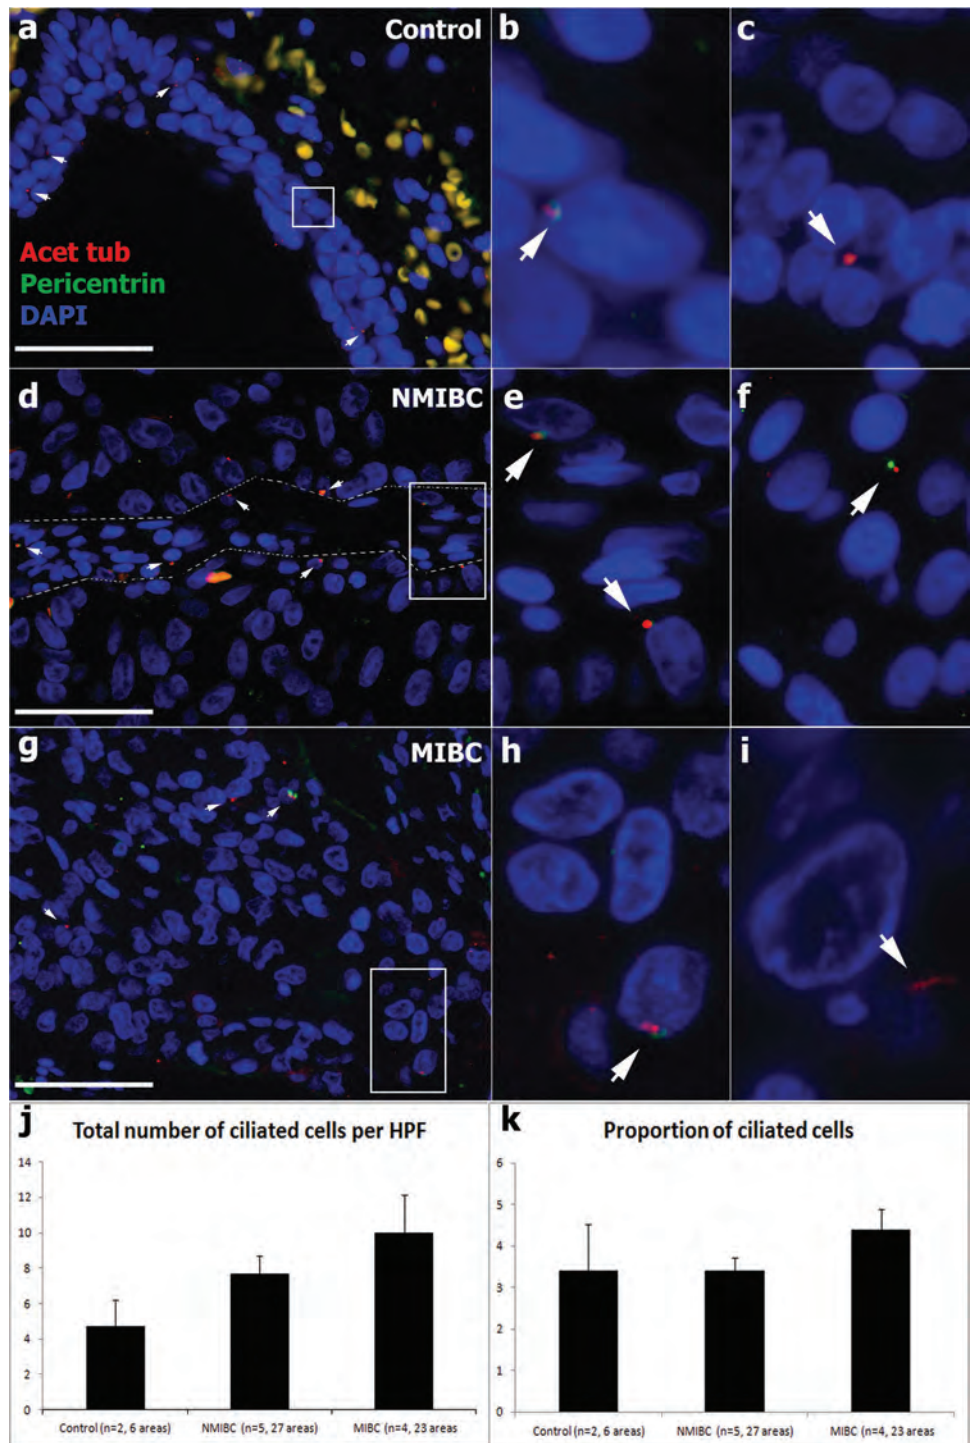 a
Control
b
c
Acet tub
Pericentrin
DAPI
d
NMIBC
e
f
g
MIBC
h
i
j
Total number of ciliated cells per HPF
14
12
10
8
6
4
2
0
Control (n=2, 6 areas)
NMIBC (n=5, 27 areas)
MIBC (n=4, 23 areas
k
Proportion of ciliated cells
6
5
4
3
2
1
0
Control (n=2, 6 areas)
NMIBC (n=5, 27 areas)
MIBC (n=4, 23 areas)